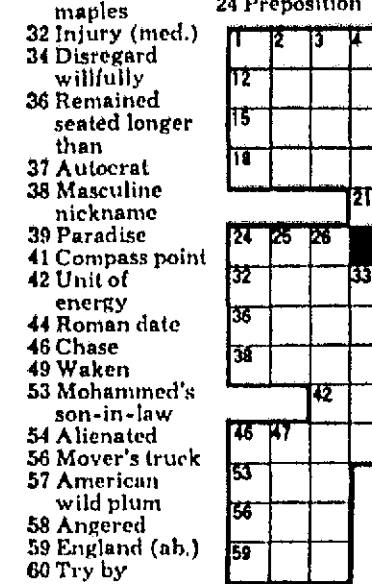 maples
32 Injury (med.)
34 Disregard
willfully
36 Remained
seated longer
than
37 Autocrat
38 Masculine
nickname
39 Paradise
41 Compass point
42 Unit of
energy
44 Roman date
46 Chase
49 Waken
53 Mohammed's
son-in-law
54 Alienated
56 Mover's truck
57 American
wild plum
58 Angered
59 England (ab.)
60 Try by
24 Preposition
1 2 3 4
12
15
18
21
24 25 26
32 33
36
38
42
46 47
53
56
59